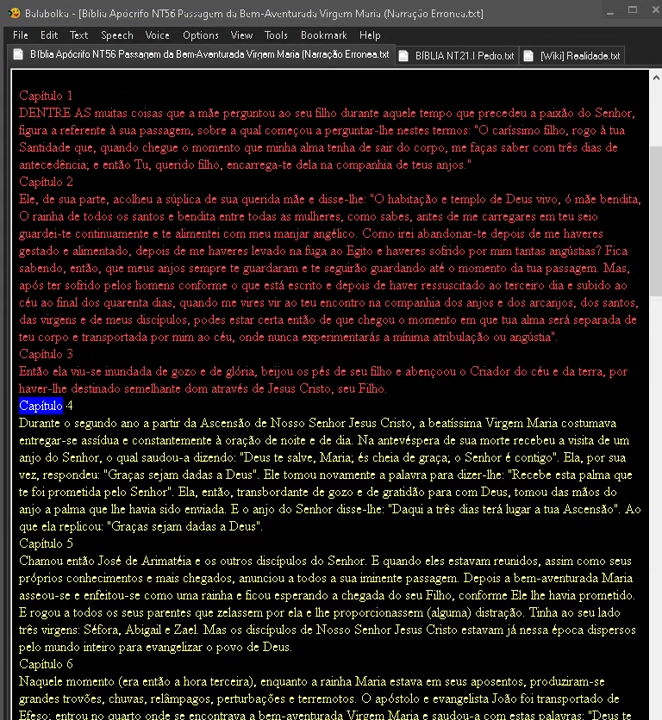 Balabolka - [Bíblia Apócrifo NT56 Passagem da Bem-Aventurada Virgem Maria (Narração Erronea.txt]
File Edit Text Speech Voice Options View Tools Bookmark Help
Bíblia Apócrifo NT56 Passagem da Bem-Aventurada Virgem Maria (Narração Erronea.txt BÍBLIA NT21.I Pedro.txt [Wiki] Realidade.txt
Capítulo 1
DENTRE AS muitas coisas que a mãe perguntou ao seu filho durante aquele tempo que precedeu a paixão do Senhor,
figura a referente à sua passagem, sobre a qual começou a perguntar-lhe nestes termos: "O caríssimo filho, rogo à tua
Santidade que, quando chegue o momento que minha alma tenha de sair do corpo, me faças saber com três dias de
antecedência; e então Tu, querido filho, encarrega-te dela na companhia de teus anjos."
Capítulo 2
Ele, de sua parte, acolheu a súplica de sua querida mãe e disse-lhe: "O habitação e templo de Deus vivo, ó mãe bendita,
O rainha de todos os santos e bendita entre todas as mulheres, como sabes, antes de me carregares em teu seio
guardei-te continuamente e te alimentei com meu manjar angélico. Como irei abandonar-te depois de me haveres
gestado e alimentado, depois de me haveres levado na fuga ao Egito e haveres sofrido por mim tantas angústias? Fica
sabendo, então, que meus anjos sempre te guardaram e te seguirão guardando até o momento da tua passagem. Mas,
após ter sofrido pelos homens conforme o que está escrito e depois de haver ressuscitado ao terceiro dia e subido ao
céu ao final dos quarenta dias, quando me vires vir ao teu encontro na companhia dos anjos e dos arcanjos, dos santos,
das virgens e de meus discípulos, podes estar certa então de que chegou o momento em que tua alma será separada de
teu corpo e transportada por mim ao céu, onde nunca experimentarás a mínima atribulação ou angústia".
Capítulo 3
Então ela viu-se inundada de gozo e de glória, beijou os pés de seu filho e abençoou o Criador do céu e da terra, por
haver-lhe destinado semelhante dom através de Jesus Cristo, seu Filho.
Capítulo 4
Durante o segundo ano a partir da Ascensão de Nosso Senhor Jesus Cristo, a beatíssima Virgem Maria costumava
entregar-se assídua e constantemente à oração de noite e de dia. Na antevéspera de sua morte recebeu a visita de um
anjo do Senhor, o qual saudou-a dizendo: "Deus te salve, Maria; és cheia de graça; o Senhor é contigo". Ela, por sua
vez, respondeu: "Graças sejam dadas a Deus". Ele tomou novamente a palavra para dizer-lhe: "Recebe esta palma que
te foi prometida pelo Senhor". Ela, então, transbordante de gozo e de gratidão para com Deus, tomou das mãos do
anjo a palma que lhe havia sido enviada. E o anjo do Senhor disse-lhe: "Daqui a três dias terá lugar a tua Ascensão". Ao
que ela replicou: "Graças sejam dadas a Deus".
Capítulo 5
Chamou então José de Arimatéia e os outros discípulos do Senhor. E quando eles estavam reunidos, assim como seus
próprios conhecimentos e mais chegados, anunciou a todos a sua iminente passagem. Depois a bem-aventurada Maria
asseou-se e enfeitou-se como uma rainha e ficou esperando a chegada do seu Filho, conforme Ele lhe havia prometido.
E rogou a todos os seus parentes que zelassem por ela e lhe proporcionassem (alguma) distração. Tinha ao seu lado
três virgens: Séfora, Abigail e Zael. Mas os discípulos de Nosso Senhor Jesus Cristo estavam já nessa época dispersos
pelo mundo inteiro para evangelizar o povo de Deus.
Capítulo 6
Naquele momento (era então a hora terceira), enquanto a rainha Maria estava em seus aposentos, produziram-se
grandes trovões, chuvas, relâmpagos, perturbações e terremotos. O apóstolo e evangelista João foi transportado de
Efeso; entrou no quarto onde se encontrava a bem-aventurada Virgem Maria e saudou-a com estas palavras: "Deus te